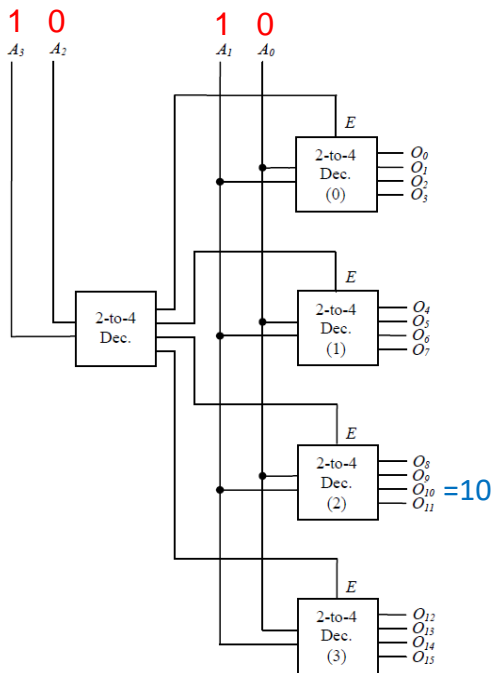 1 0 1 0
A3 A2 A1 A0
E
2-to-4
Dec.
(0)
O0
O1
O2
O3
2-to-4
Dec.
E
2-to-4
Dec.
(1)
O4
O5
O6
O7
E
2-to-4
Dec.
(2)
O8
O9
O10 =10
O11
E
2-to-4
Dec.
(3)
O12
O13
O14
O15